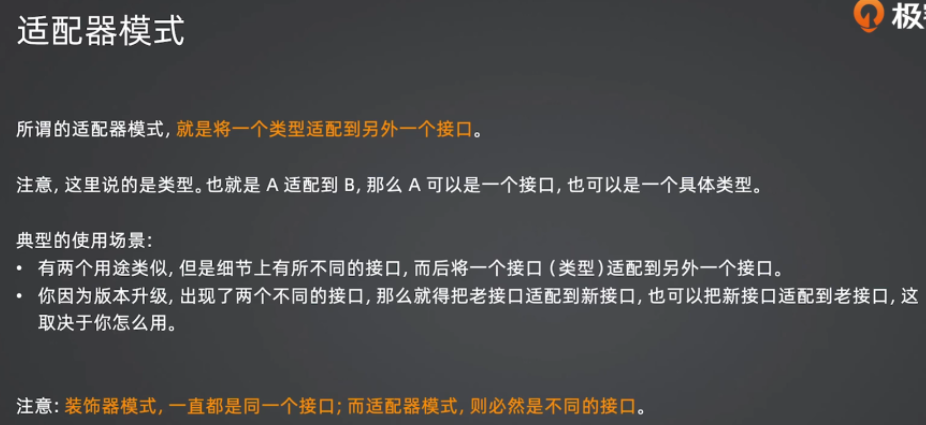 适配器模式
极
所谓的适配器模式,就是将一个类型适配到另外一个接口。
注意,这里说的是类型。也就是 A 适配到 B,那么 A 可以是一个接口,也可以是一个具体类型。
典型的使用场景:
• 有两个用途类似,但是细节上有所不同的接口,而后将一个接口(类型)适配到另外一个接口。
• 你因为版本升级,出现了两个不同的接口,那么就得把老接口适配到新接口,也可以把新接口适配到老接口,这
取决于你怎么用。
注意:装饰器模式,一直都是同一个接口;而适配器模式,则必然是不同的接口。